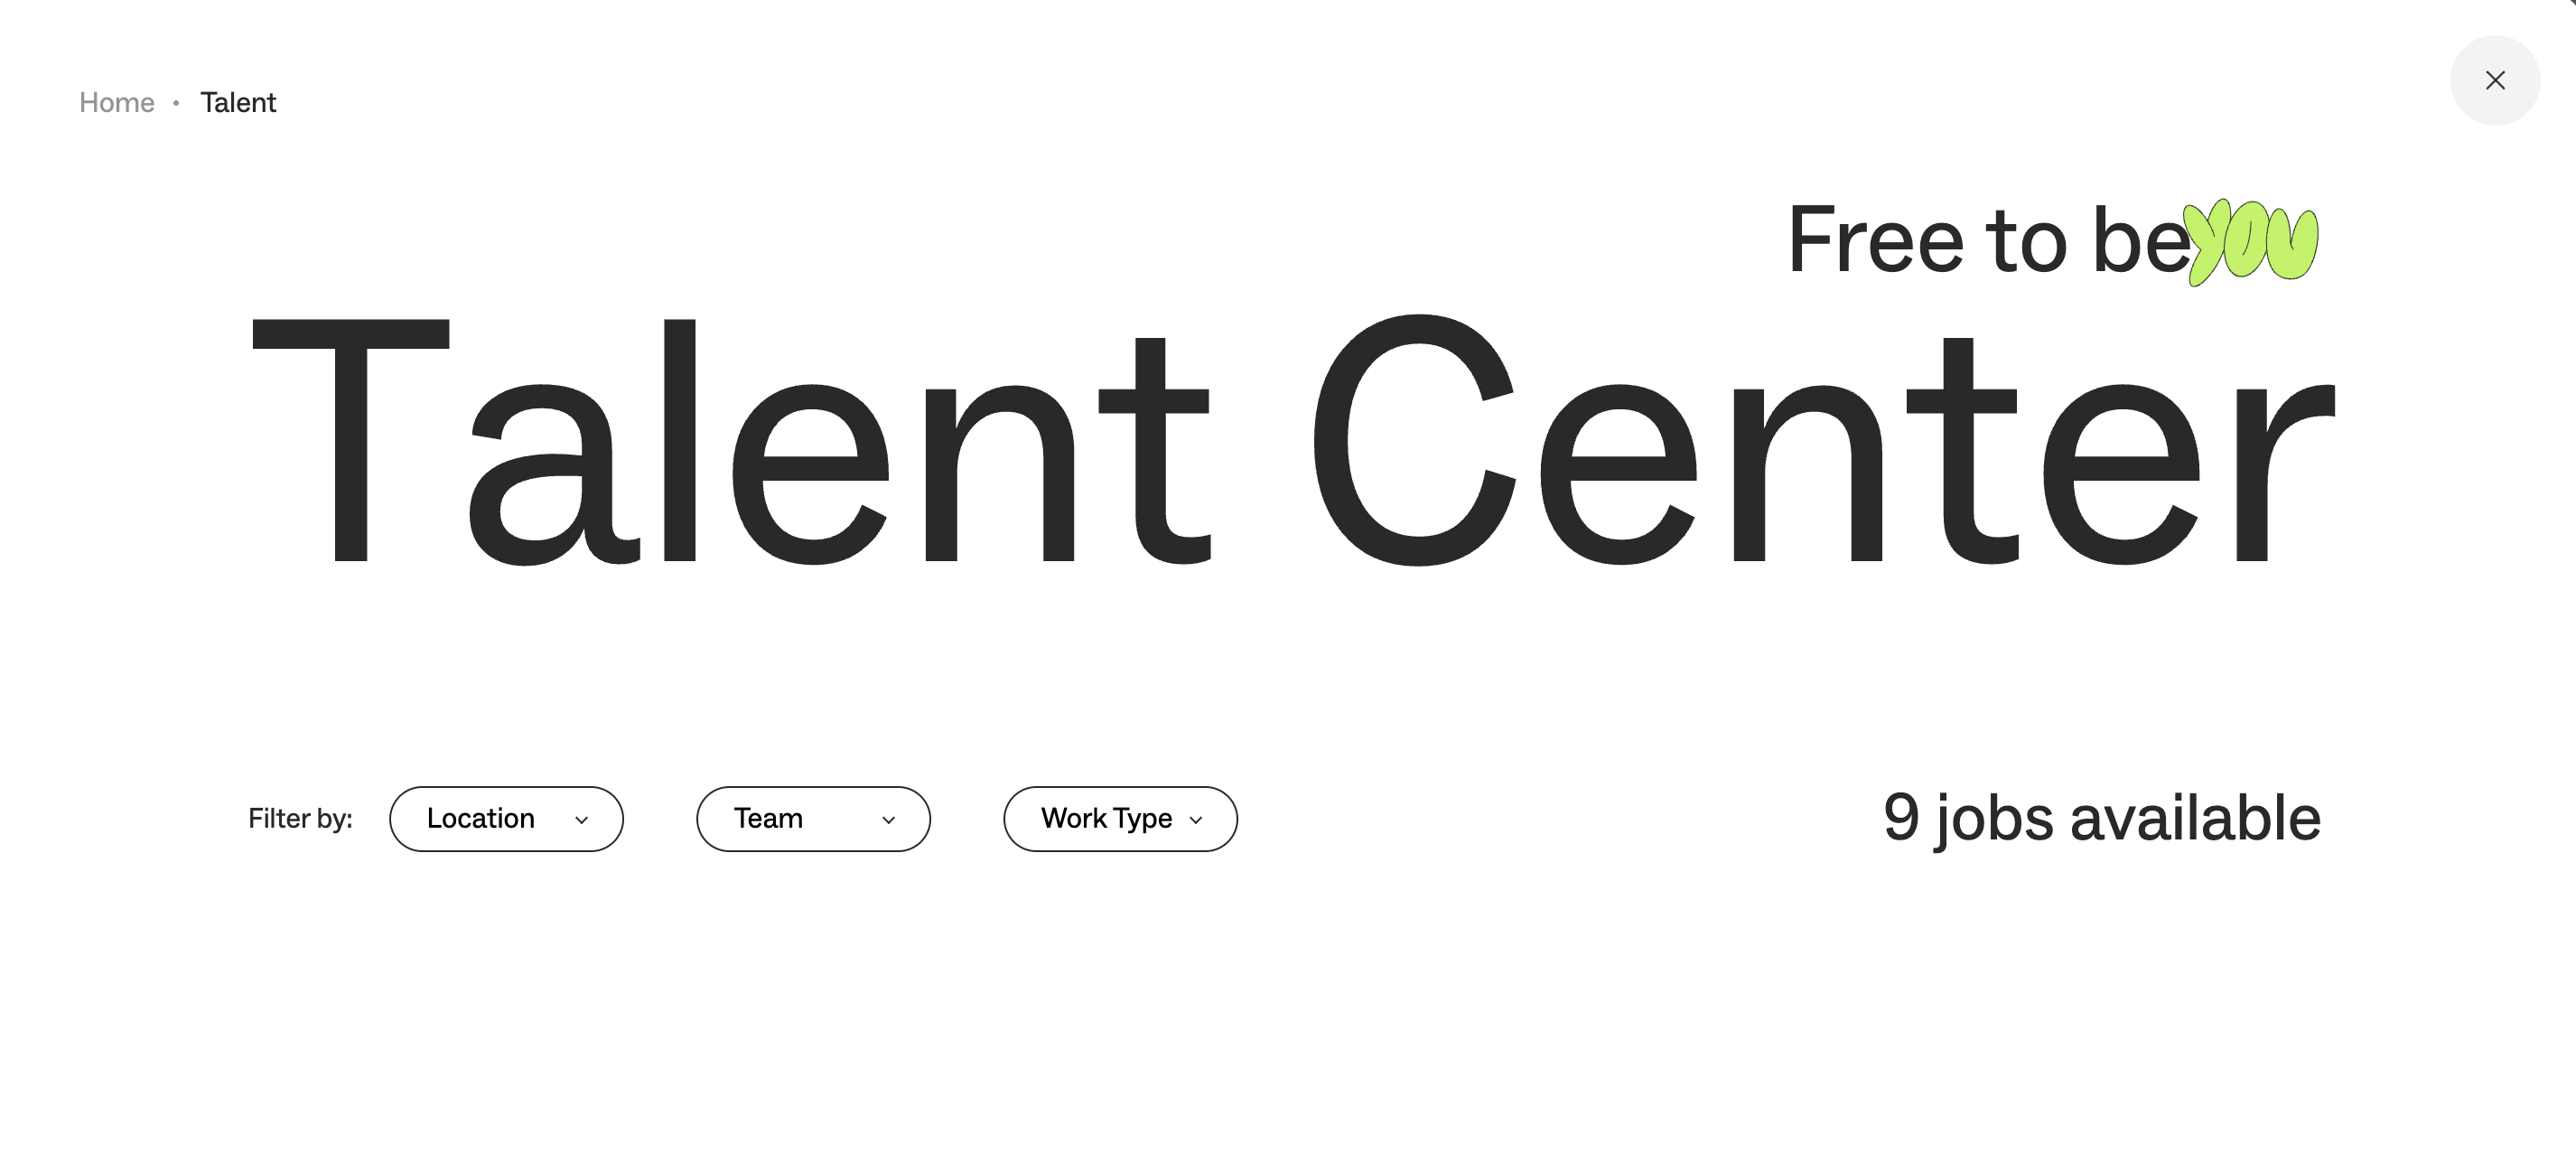 Home • Talent
Free to be YOU
Talent Center
Filter by: Location Team Work Type
9 jobs available